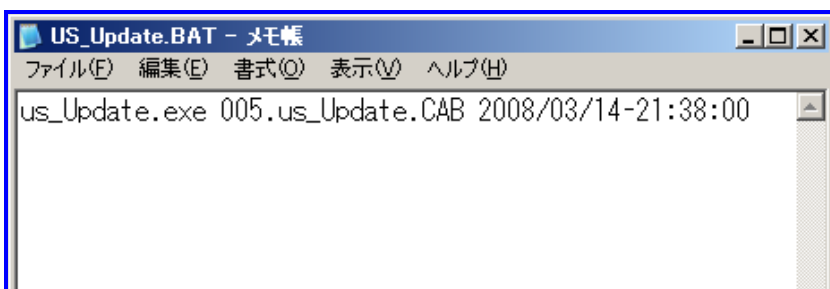 US_Update.BAT - メモ帳
ファイル(F) 編集(E) 書式(O) 表示(V) ヘルプ(H)
us_Update.exe 005.us_Update.CAB 2008/03/14-21:38:00